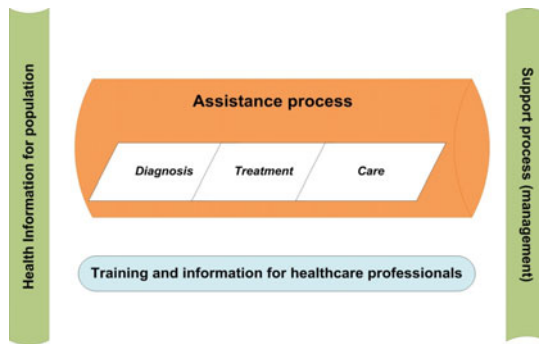 Health Information for population
Assistance process
Diagnosis
Treatment
Care
Training and information for healthcare professionals
Support process (management)